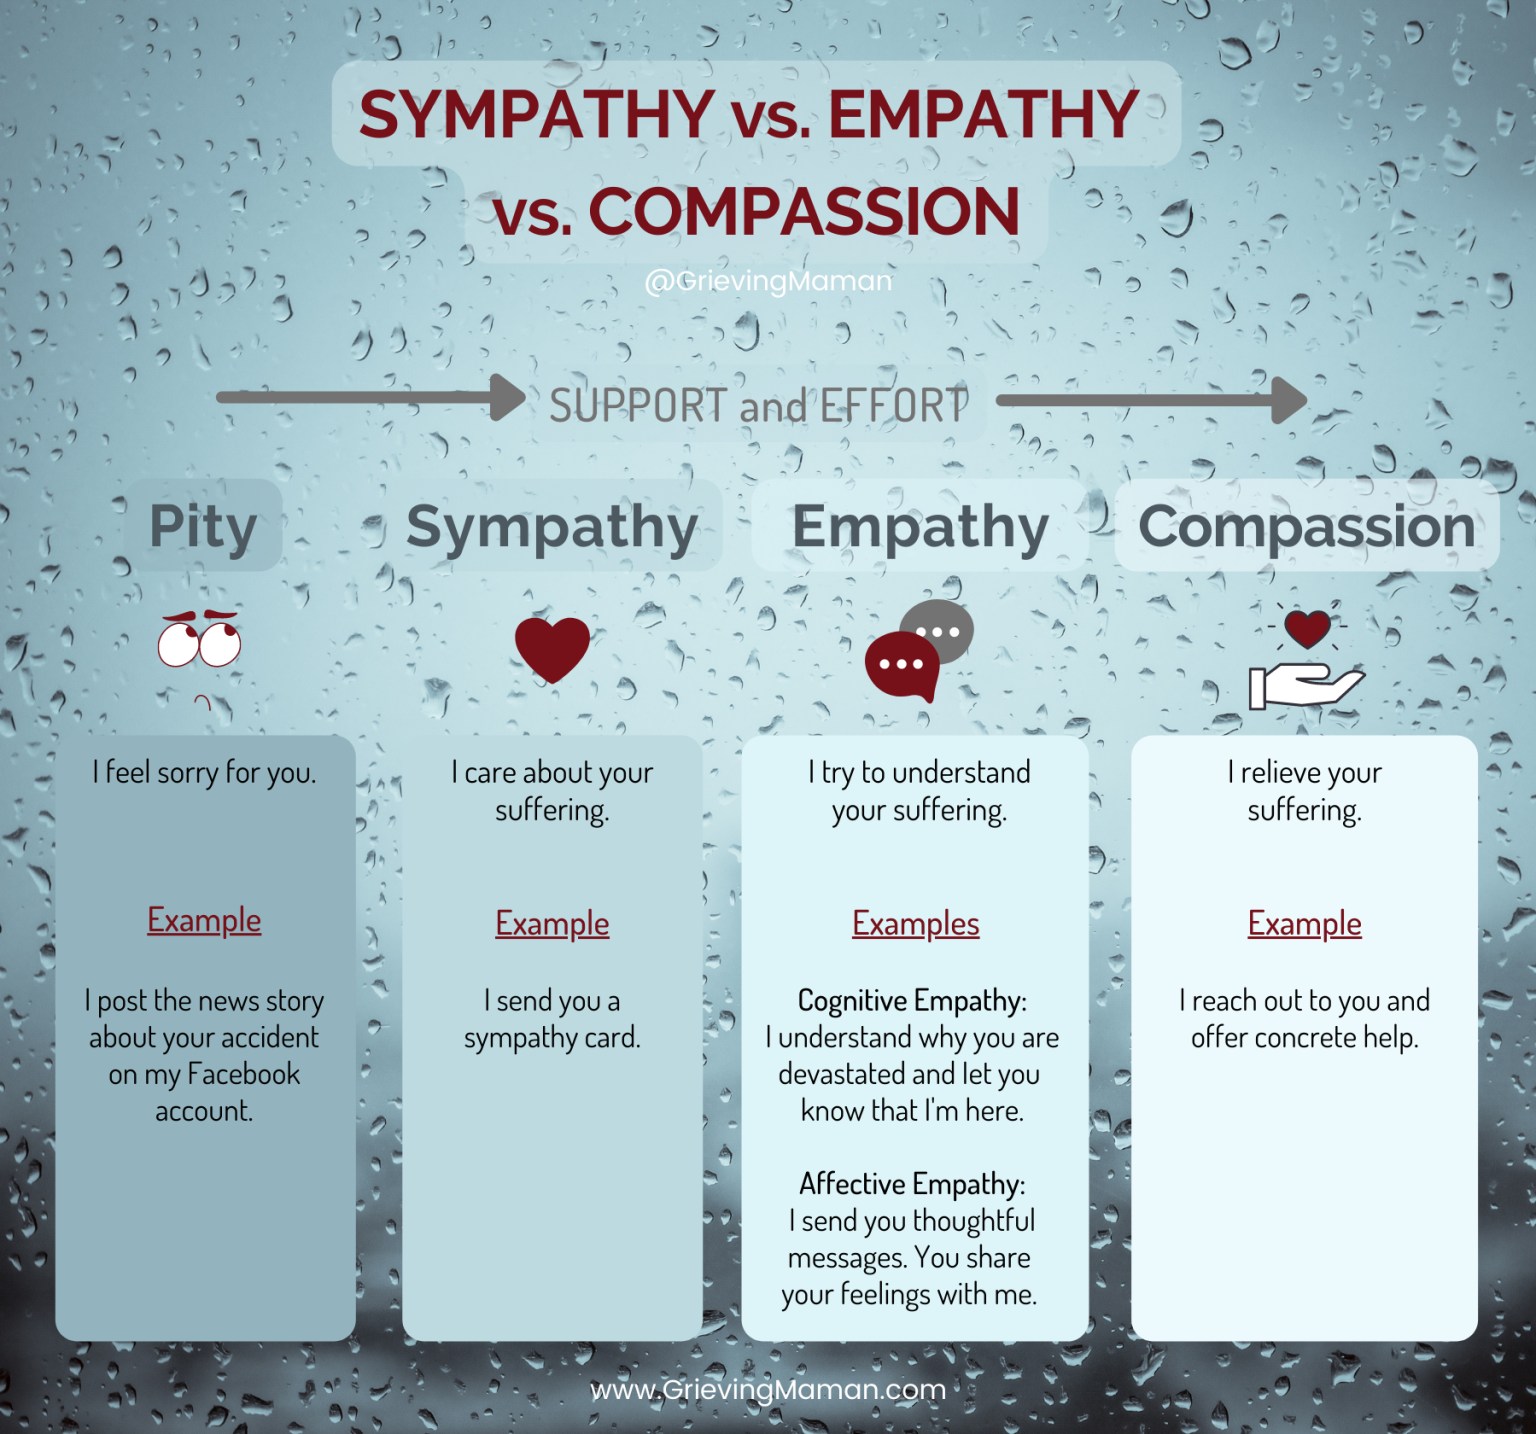 SYMPATHY vs. EMPATHY
vs. COMPASSION
@GrievingMaman
SUPPORT and EFFORT
Pity
I feel sorry for you.
Example
I post the news story
about your accident
on my Facebook
account.
Sympathy
I care about your
suffering.
Example
I send you a
sympathy card.
Empathy
I try to understand
your suffering.
Examples
Cognitive Empathy:
I understand why you are
devastated and let you
know that I'm here.
Affective Empathy:
I send you thoughtful
messages. You share
your feelings with me.
Compassion
I relieve your
suffering.
Example
I reach out to you and
offer concrete help.
www.GrievingMaman.com